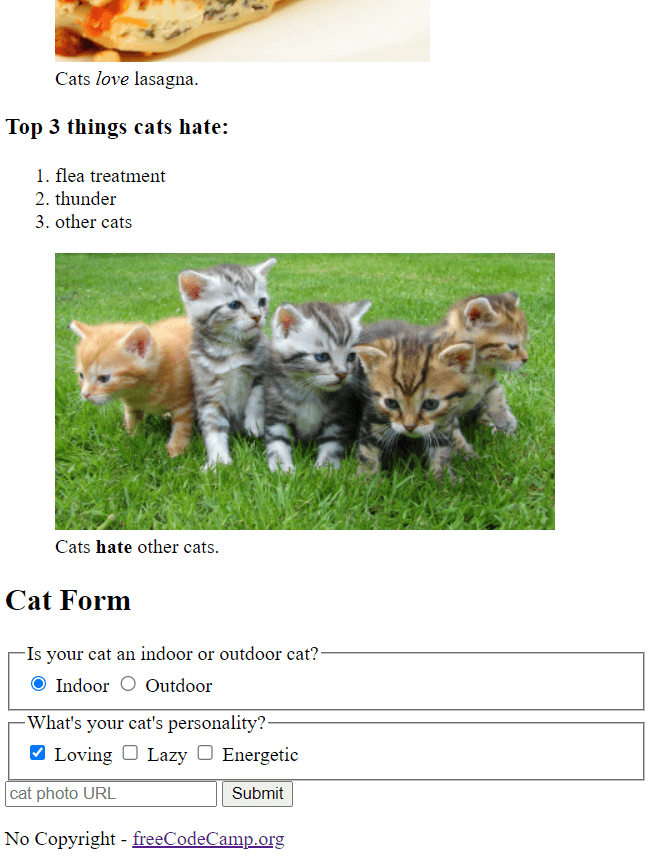 Cats love lasagna.
Top 3 things cats hate:
1. flea treatment
2. thunder
3. other cats
Cats hate other cats.
Cat Form
Is your cat an indoor or outdoor cat?
Indoor Outdoor
What's your cat's personality?
Loving Lazy Energetic
cat photo URL Submit
No Copyright - freeCodeCamp.org